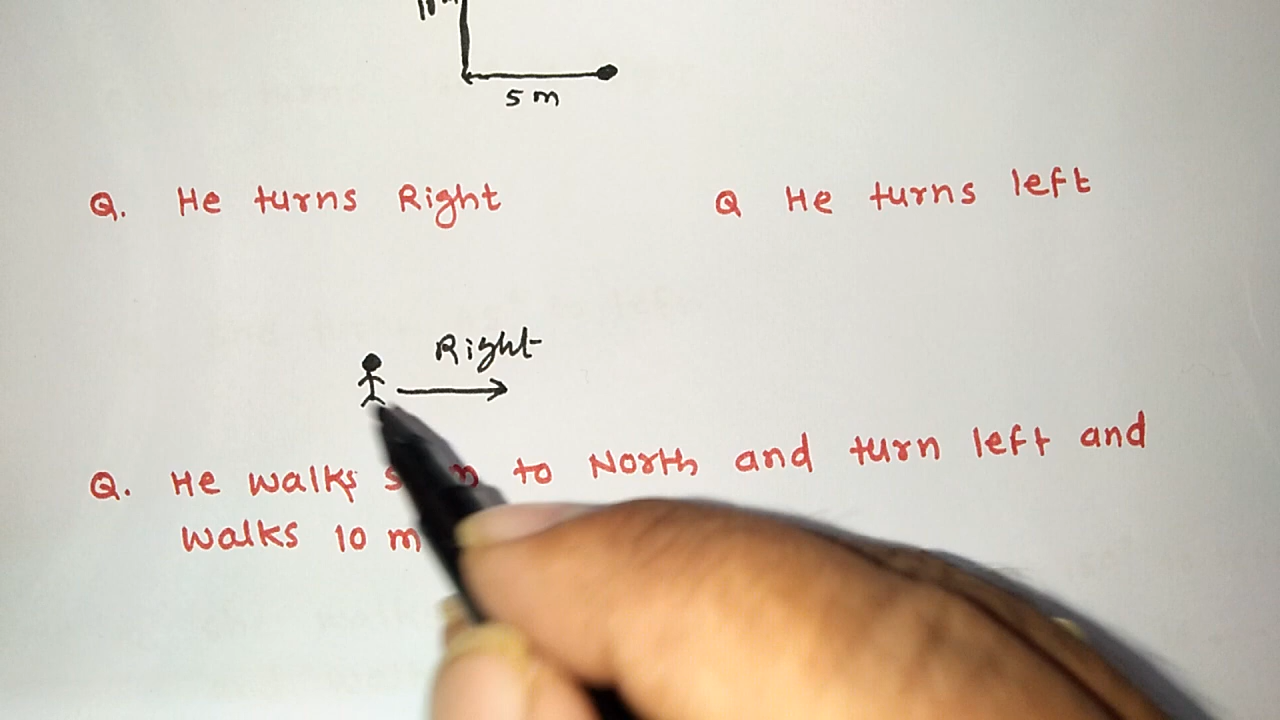 5 m
Q. He turns Right
Q He turns left
Right
Q. He walks to North and turn left and
walks 10 m